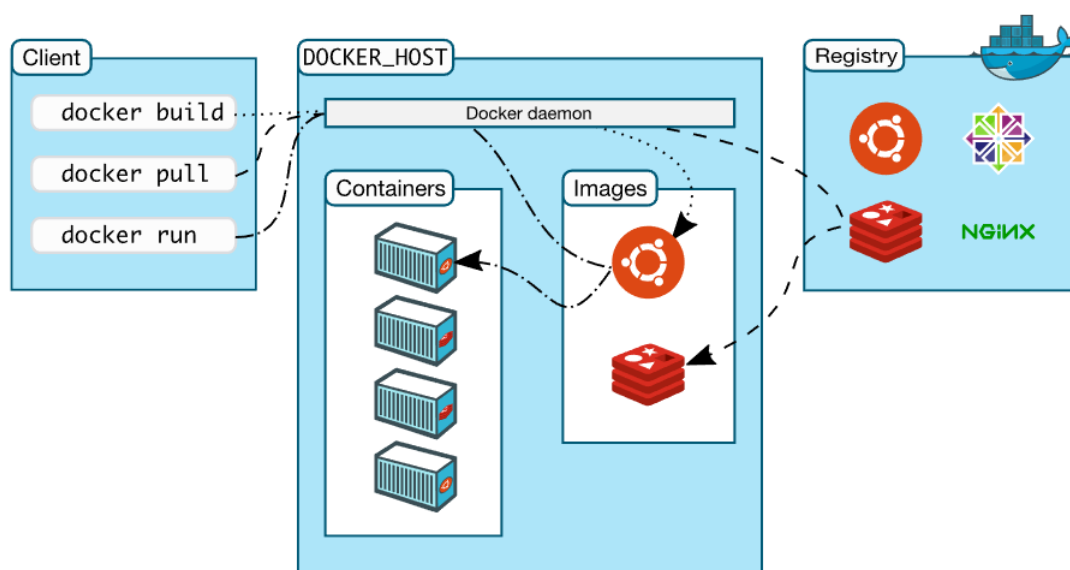 Client
docker build
docker pull
docker run
DOCKER_HOST
Docker daemon
Containers
Images
Registry
NGINX